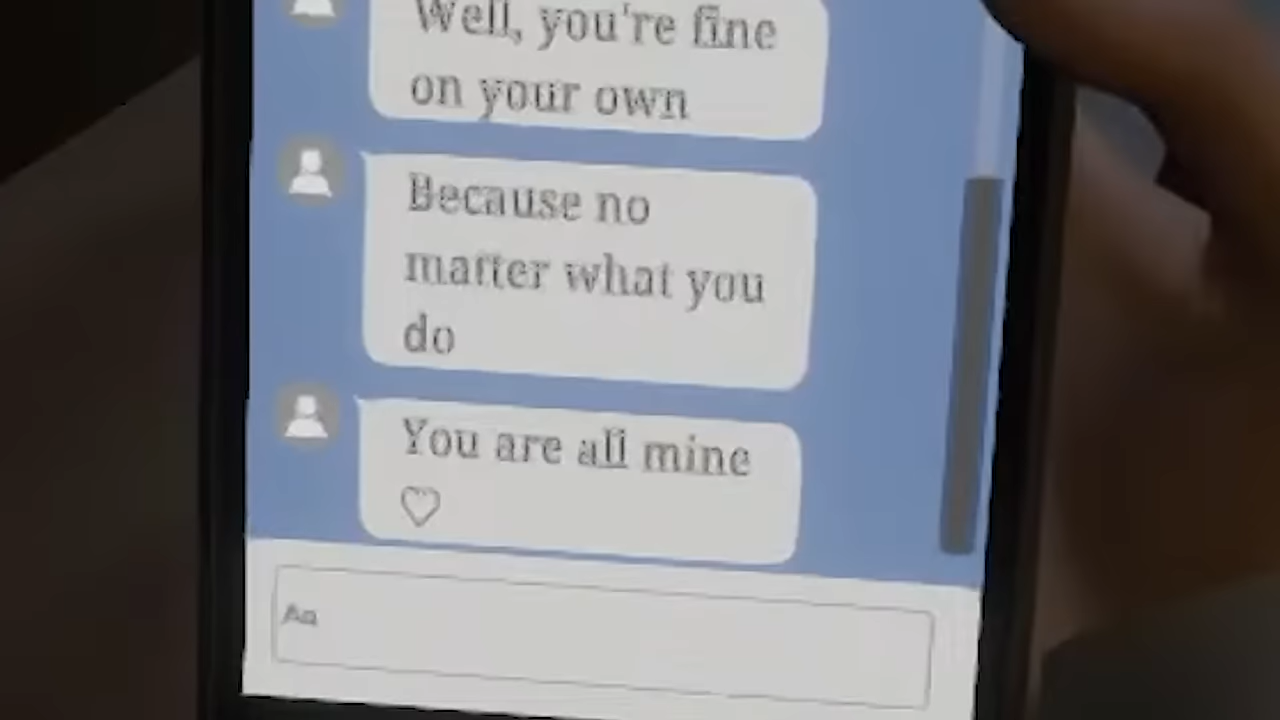 Well, you're fine
on your own
Because no
matter what you
do
You are all mine
♡
Aa